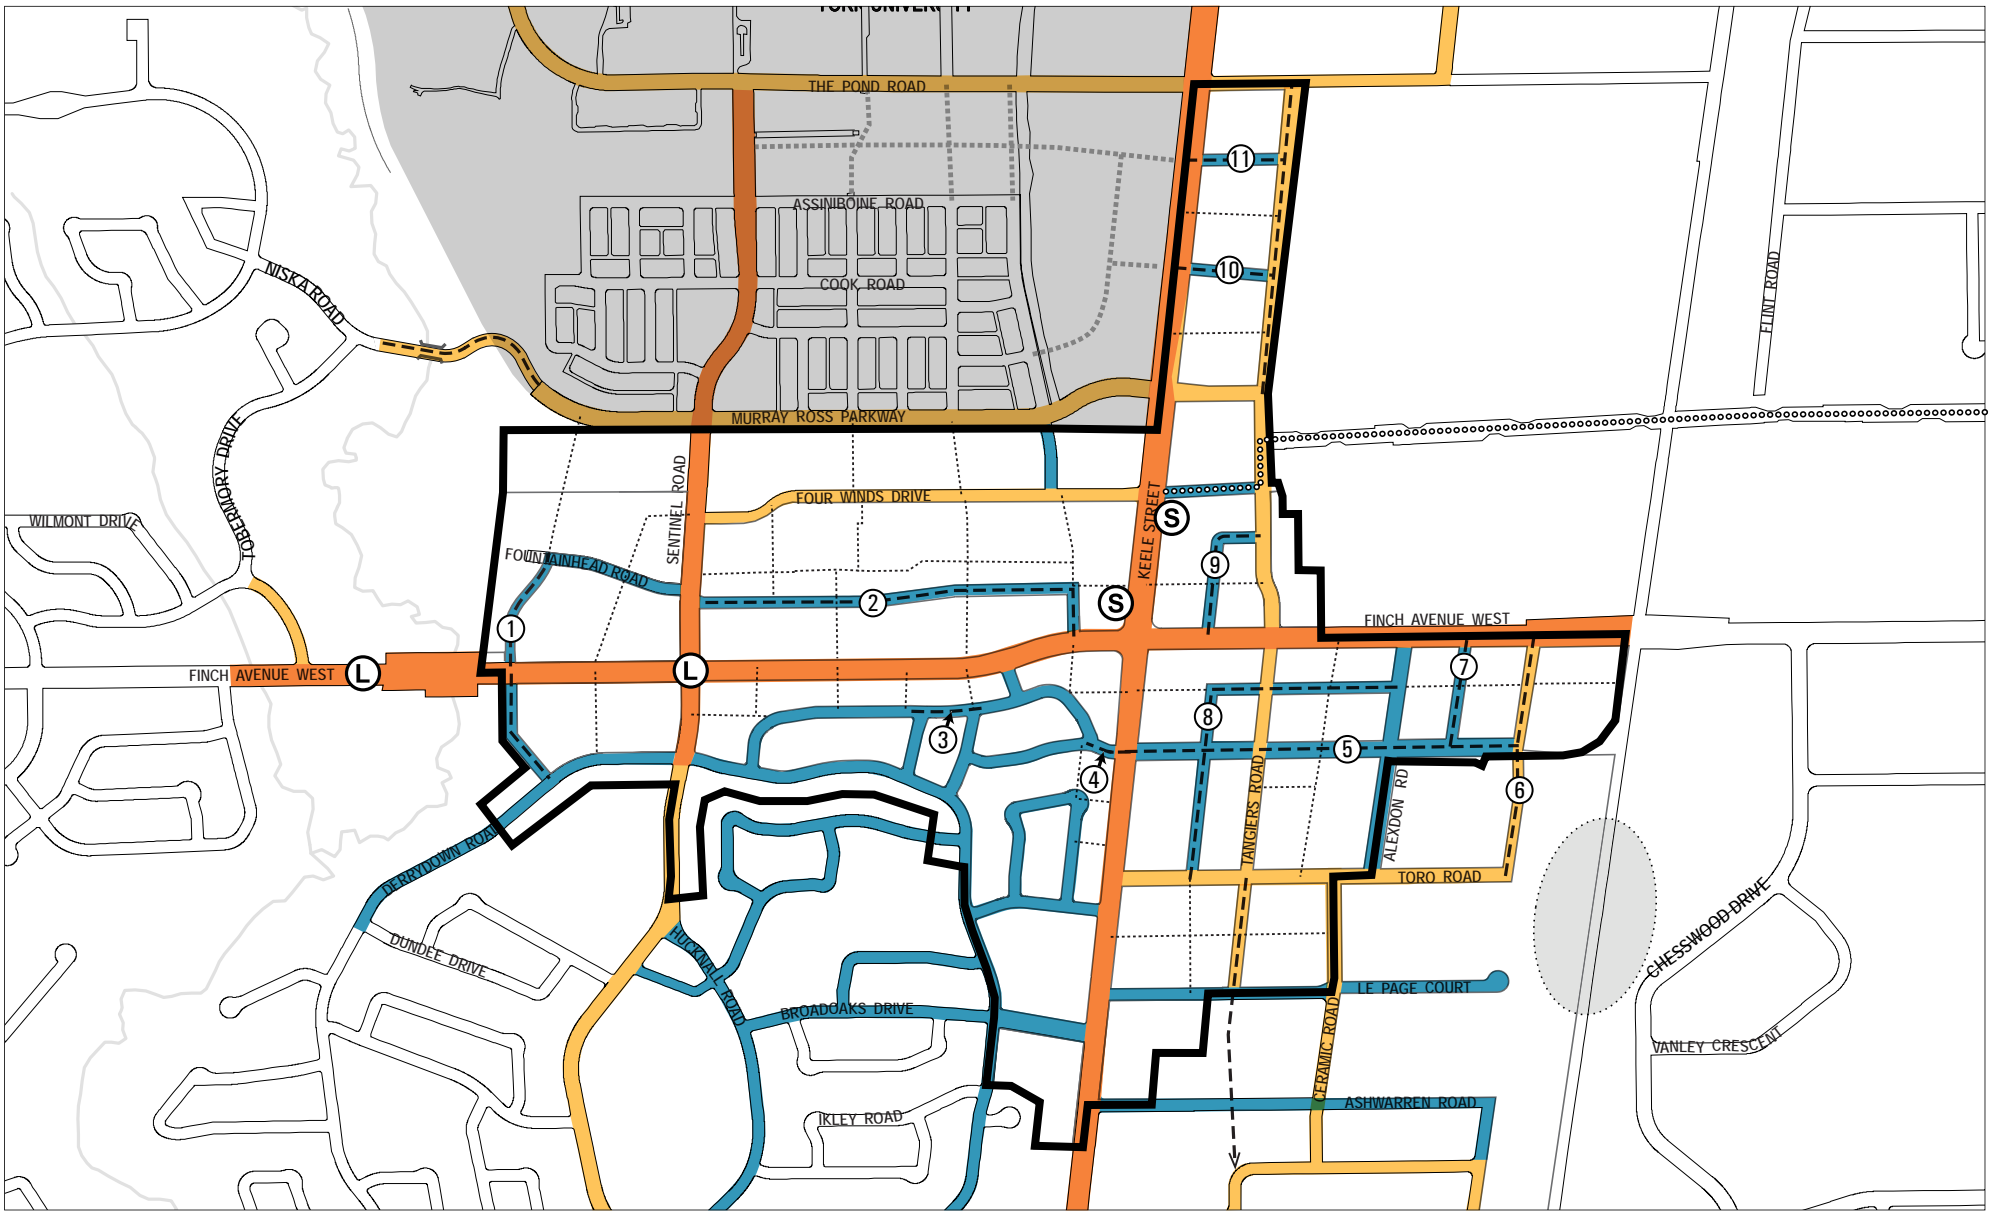 YORK UNIVERSITY
THE POND ROAD
11
ASSINIBOINE ROAD
10
NISKA ROAD
COOK ROAD
FLINT ROAD
MURRAY ROSS PARKWAY
TOBERMORY DRIVE
SENTINEL ROAD
FOUR WINDS DRIVE
KEELE STREET
S
WILMONT DRIVE
FOUNTAINHEAD ROAD
9
2
S
1
FINCH AVENUE WEST
FINCH AVENUE WEST
L
L
7
8
3
5
4
6
TANGIERS ROAD
ALEXDON RD
DERRYDOWN ROAD
TORO ROAD
DUNDEE DRIVE
HUCKNALL ROAD
CHESSWOOD DRIVE
LE PAGE COURT
BROADOAKS DRIVE
CERAMIC ROAD
VANLEY CRESCENT
ASHWARREN ROAD
IKLEY ROAD